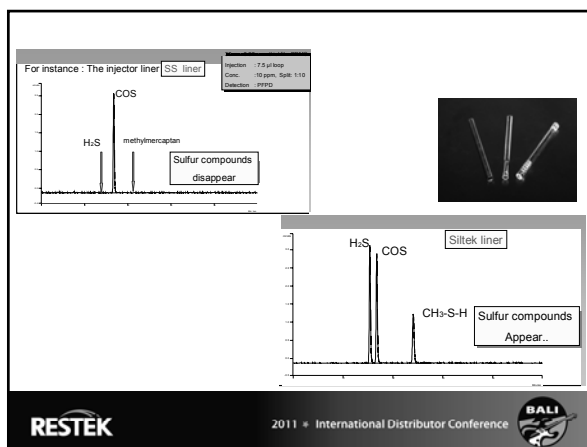 For instance : The injector liner SS liner
Injection : 7.5 µl loop
Conc. :10 ppm, Split: 1:10
Detection : PFPD
COS
H₂S
methylmercaptan
Sulfur compounds
disappear
Siltek liner
H₂S
COS
CH3-S-H
Sulfur compounds
Appear..
RESTEK
2011 * International Distributor Conference
BALI